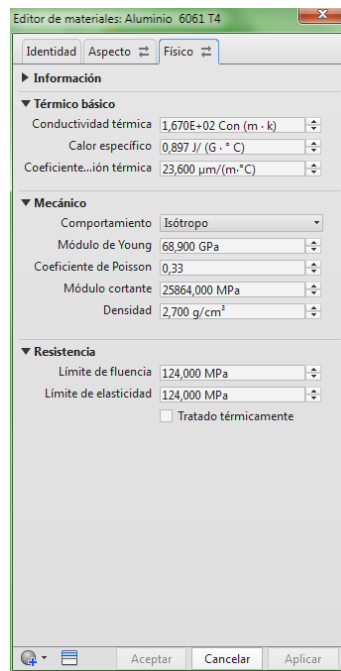 Editor de materiales: Aluminio 6061 T4
Identidad Aspecto Físico
Información
Térmico básico
Conductividad térmica 1,670E+02 Con (m · k)
Calor específico 0,897 J/ (G · ° C)
Coeficiente...ión térmica 23,600 µm/(m·°C)
Mecánico
Comportamiento Isótropo
Módulo de Young 68,900 GPa
Coeficiente de Poisson 0,33
Módulo cortante 25864,000 MPa
Densidad 2,700 g/cm³
Resistencia
Límite de fluencia 124,000 MPa
Límite de elasticidad 124,000 MPa
Tratado térmicamente
Aceptar Cancelar Aplicar